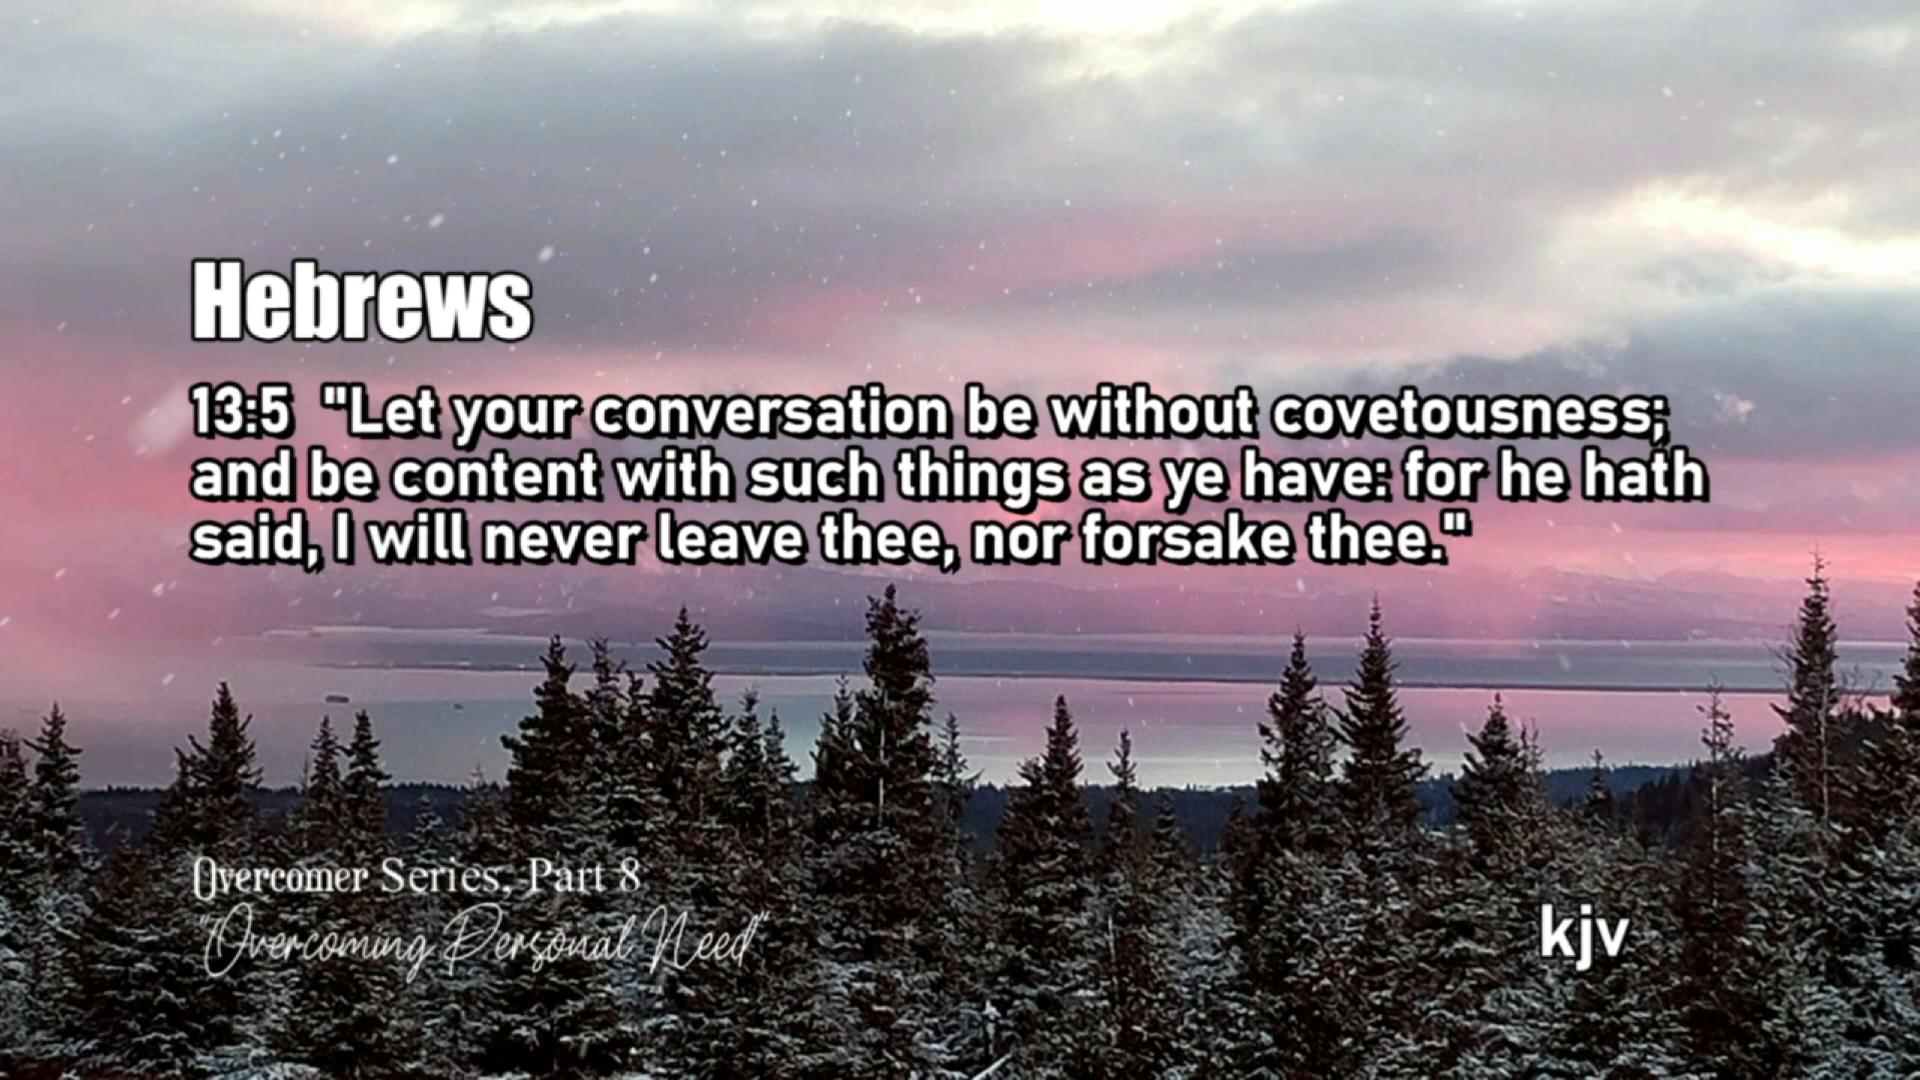 Hebrews
13:5 "Let your conversation be without covetousness;
and be content with such things as ye have: for he hath
said, I will never leave thee, nor forsake thee."
Overcomer Series, Part 8
"Overcoming Personal Need"
kjv